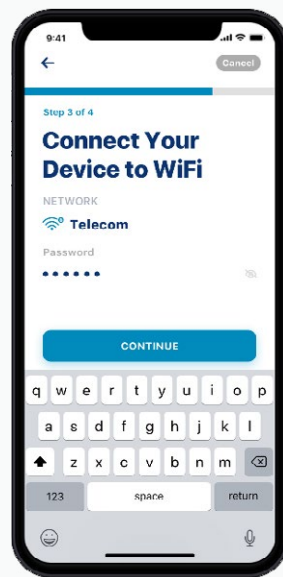 9:41
Cancel
Step 3 of 4
Connect Your
Device to WiFi
NETWORK
Telecom
Password
CONTINUE
q w e r t y u i o p
a s d f g h j k l
z x c v b n m
123 space return